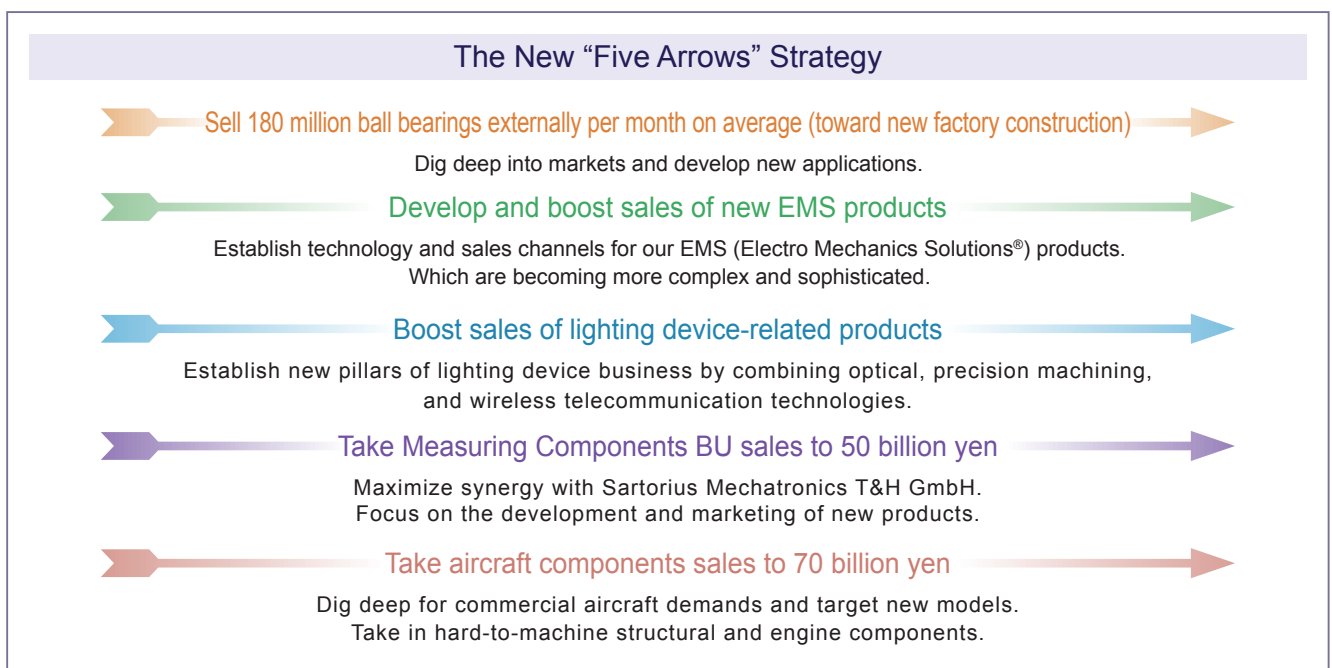 The New “Five Arrows” Strategy
Sell 180 million ball bearings externally per month on average (toward new factory construction)
Dig deep into markets and develop new applications.
Develop and boost sales of new EMS products
Establish technology and sales channels for our EMS (Electro Mechanics Solutions®) products.
Which are becoming more complex and sophisticated.
Boost sales of lighting device-related products
Establish new pillars of lighting device business by combining optical, precision machining,
and wireless telecommunication technologies.
Take Measuring Components BU sales to 50 billion yen
Maximize synergy with Sartorius Mechatronics T&H GmbH.
Focus on the development and marketing of new products.
Take aircraft components sales to 70 billion yen
Dig deep for commercial aircraft demands and target new models.
Take in hard-to-machine structural and engine components.